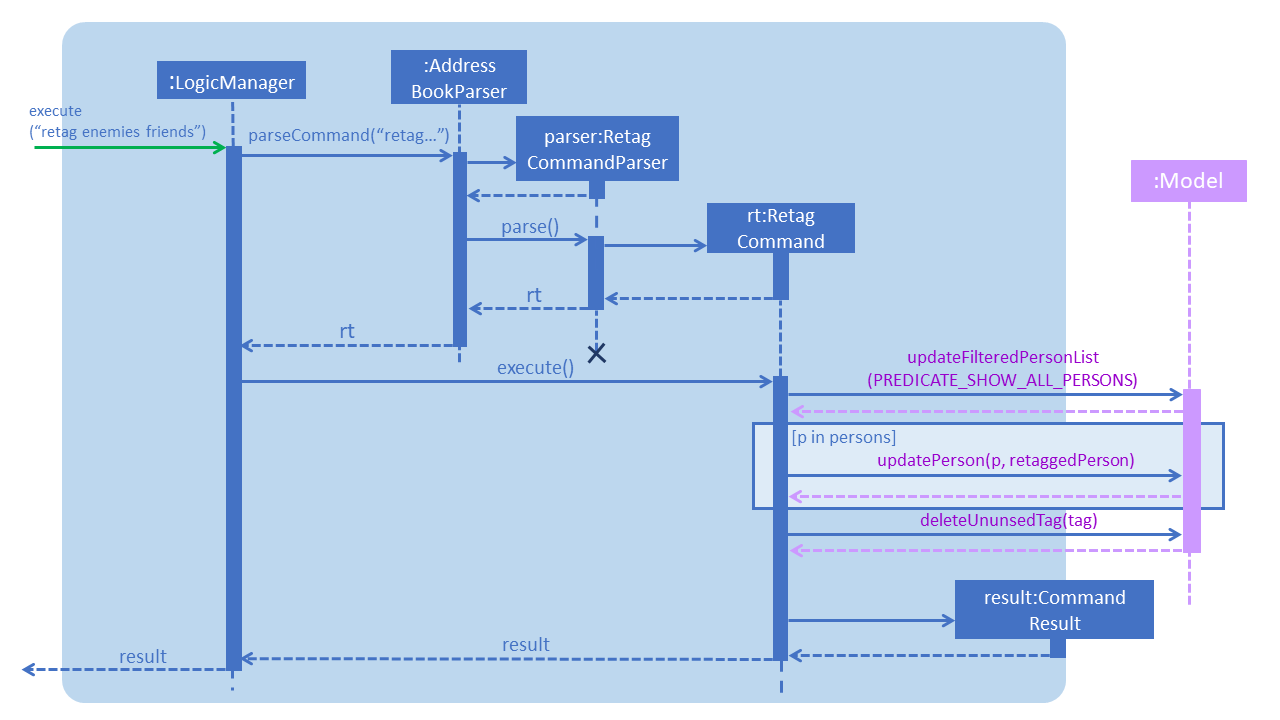 :LogicManager
:Address
BookParser
execute
(“retag enemies friends”)
parseCommand(“retag…”)
parser:Retag
CommandParser
:Model
parse()
rt:Retag
Command
rt
rt
execute()
updateFilteredPersonList
(PREDICATE_SHOW_ALL_PERSONS)
[p in persons]
updatePerson(p, retaggedPerson)
deleteUnunsedTag(tag)
result:Command
Result
result
result